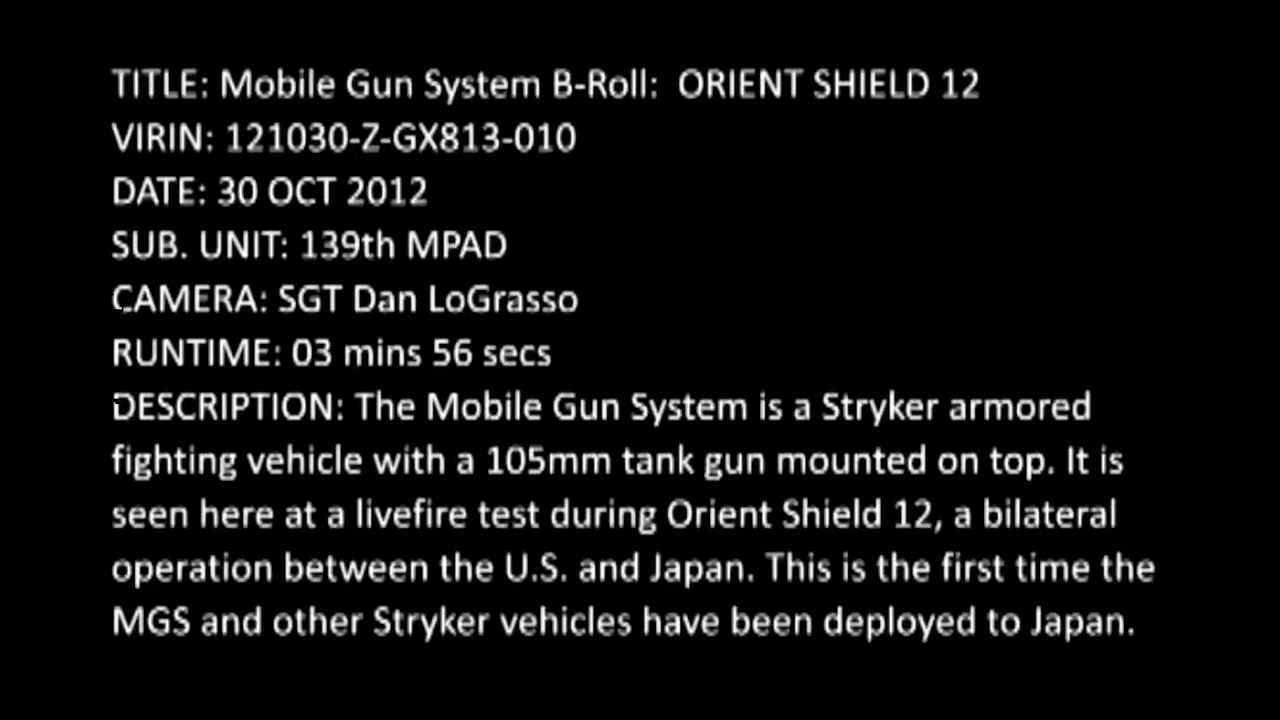 TITLE: Mobile Gun System B-Roll:  ORIENT SHIELD 12
VIRIN: 121030-Z-GX813-010
DATE: 30 OCT 2012
SUB. UNIT: 139th MPAD
CAMERA: SGT Dan LoGrasso
RUNTIME: 03 mins 56 secs
DESCRIPTION: The Mobile Gun System is a Stryker armored
fighting vehicle with a 105mm tank gun mounted on top. It is
seen here at a livefire test during Orient Shield 12, a bilateral
operation between the U.S. and Japan. This is the first time the
MGS and other Stryker vehicles have been deployed to Japan.